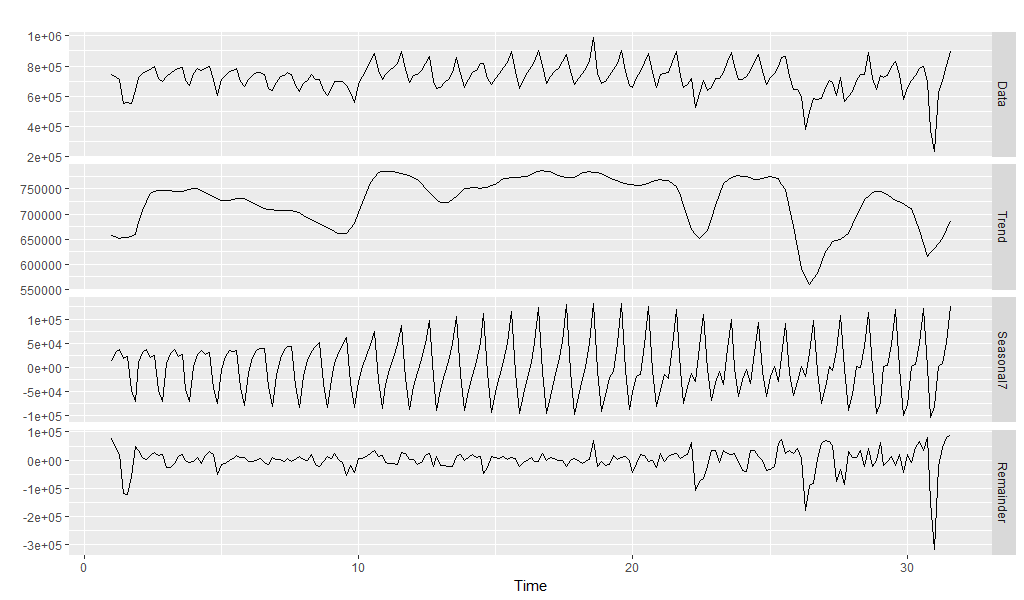 1e+06
8e+05
6e+05
4e+05
2e+05
Data
750000
700000
650000
600000
550000
Trend
1e+05
5e+04
0e+00
-5e+04
-1e+05
Seasonal7
1e+05
0e+00
-1e+05
-2e+05
-3e+05
Remainder
0
10
20
30
Time